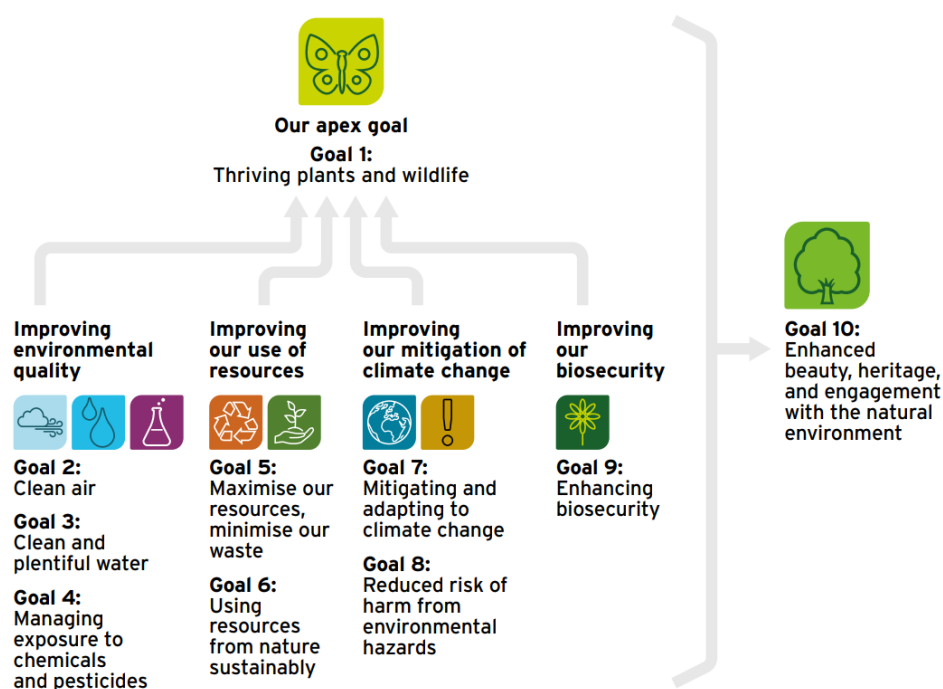 Our apex goal
Goal 1:
Thriving plants and wildlife
Improving
environmental
quality
Goal 2:
Clean air
Goal 3:
Clean and
plentiful water
Goal 4:
Managing
exposure to
chemicals
and pesticides
Improving
our use of
resources
Goal 5:
Maximise our
resources,
minimise our
waste
Goal 6:
Using
resources
from nature
sustainably
Improving
our mitigation of
climate change
Goal 7:
Mitigating and
adapting to
climate change
Goal 8:
Reduced risk of
harm from
environmental
hazards
Improving
our
biosecurity
Goal 9:
Enhancing
biosecurity
Goal 10:
Enhanced
beauty, heritage,
and engagement
with the natural
environment